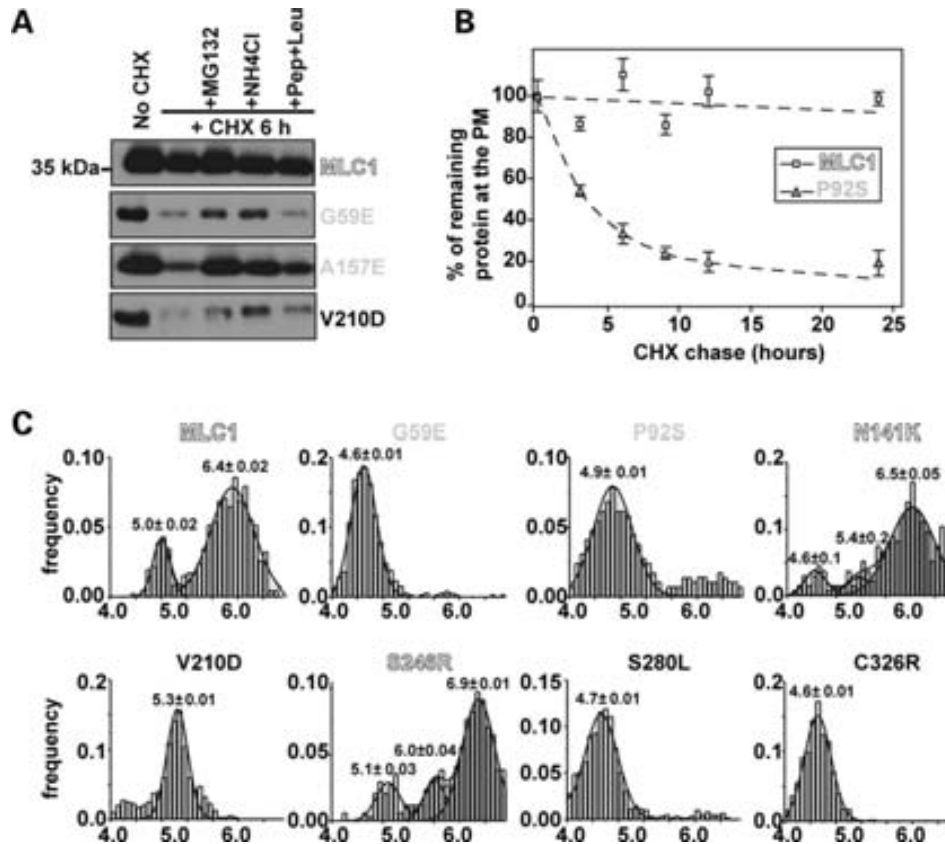 A
No CHX
+MG132
+NH4Cl
+Pep+Leu
+ CHX 6 h
35 kDa
MLC1
G59E
A157E
V210D
B
% of remaining
protein at the PM
100
80
60
40
20
0
MLC1
P92S
0 5 10 15 20 25
CHX chase (hours)
C
MLC1 G59E P92S N141K
frequency
0.10 0.2 0.10 0.2
0.05 0.1 0.05 0.1
0.00 0.0 0.00 0.0
5.0± 0.02 6.4± 0.02
4.6±0.01
4.9± 0.01
4.6±0.1 5.4±0.2 6.5±0.05
4.0 5.0 6.0 4.0 5.0 6.0 4.0 5.0 6.0 4.0 5.0 6.0
V210D S246R S280L C326R
frequency
0.2 0.10 0.15 0.2
0.1 0.05 0.10 0.1
0.05
0.0 0.00 0.00 0.0
5.3±0.01
5.1± 0.03 6.0±0.04 6.9±0.01
4.7±0.01
4.6±0.01
4.0 5.0 6.0 4.0 5.0 6.0 4.0 5.0 6.0 4.0 5.0 6.0